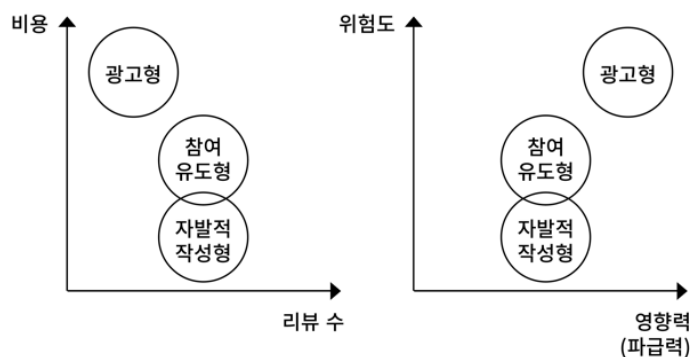 비용
광고형
참여
유도형
자발적
작성형
리뷰 수
위험도
광고형
참여
유도형
자발적
작성형
영향력
(파급력)